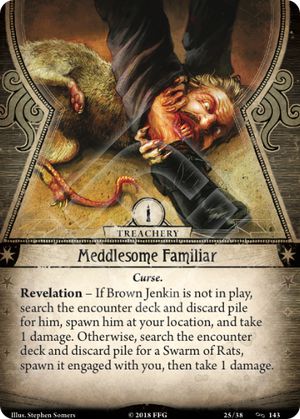 TREACHERY
Meddlesome Familiar
Curse.
Revelation – If Brown Jenkin is not in play,
search the encounter deck and discard pile
for him, spawn him at your location, and take
1 damage. Otherwise, search the encounter
deck and discard pile for a Swarm of Rats,
spawn it engaged with you, then take 1 damage.
Illus. Stephen Somers
© 2018 FFG
25/38
143